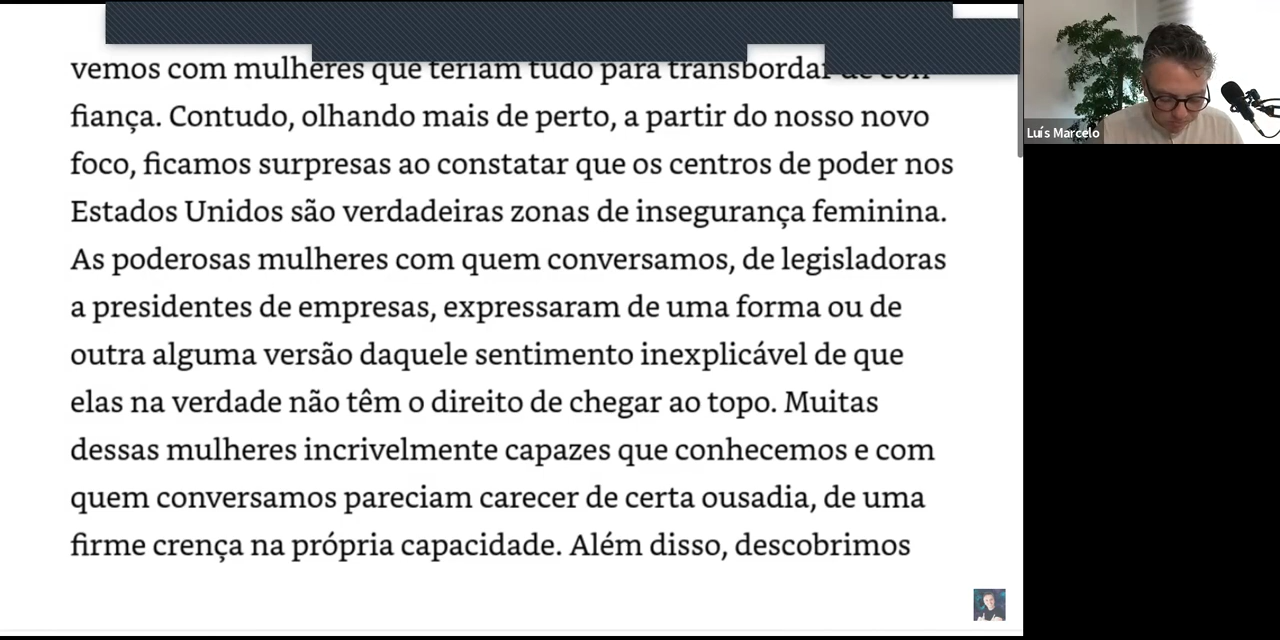 vemos com mulheres que teriam tudo para transbordar de con-
fiança. Contudo, olhando mais de perto, a partir do nosso novo
foco, ficamos surpresas ao constatar que os centros de poder nos
Estados Unidos são verdadeiras zonas de insegurança feminina.
As poderosas mulheres com quem conversamos, de legisladoras
a presidentes de empresas, expressaram de uma forma ou de
outra alguma versão daquele sentimento inexplicável de que
elas na verdade não têm o direito de chegar ao topo. Muitas
dessas mulheres incrivelmente capazes que conhecemos e com
quem conversamos pareciam carecer de certa ousadia, de uma
firme crença na própria capacidade. Além disso, descobrimos
Luís Marcelo